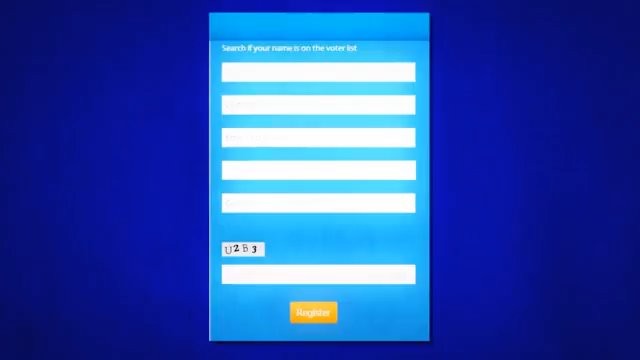 Search if your name is on the voter list
U2B3
Register